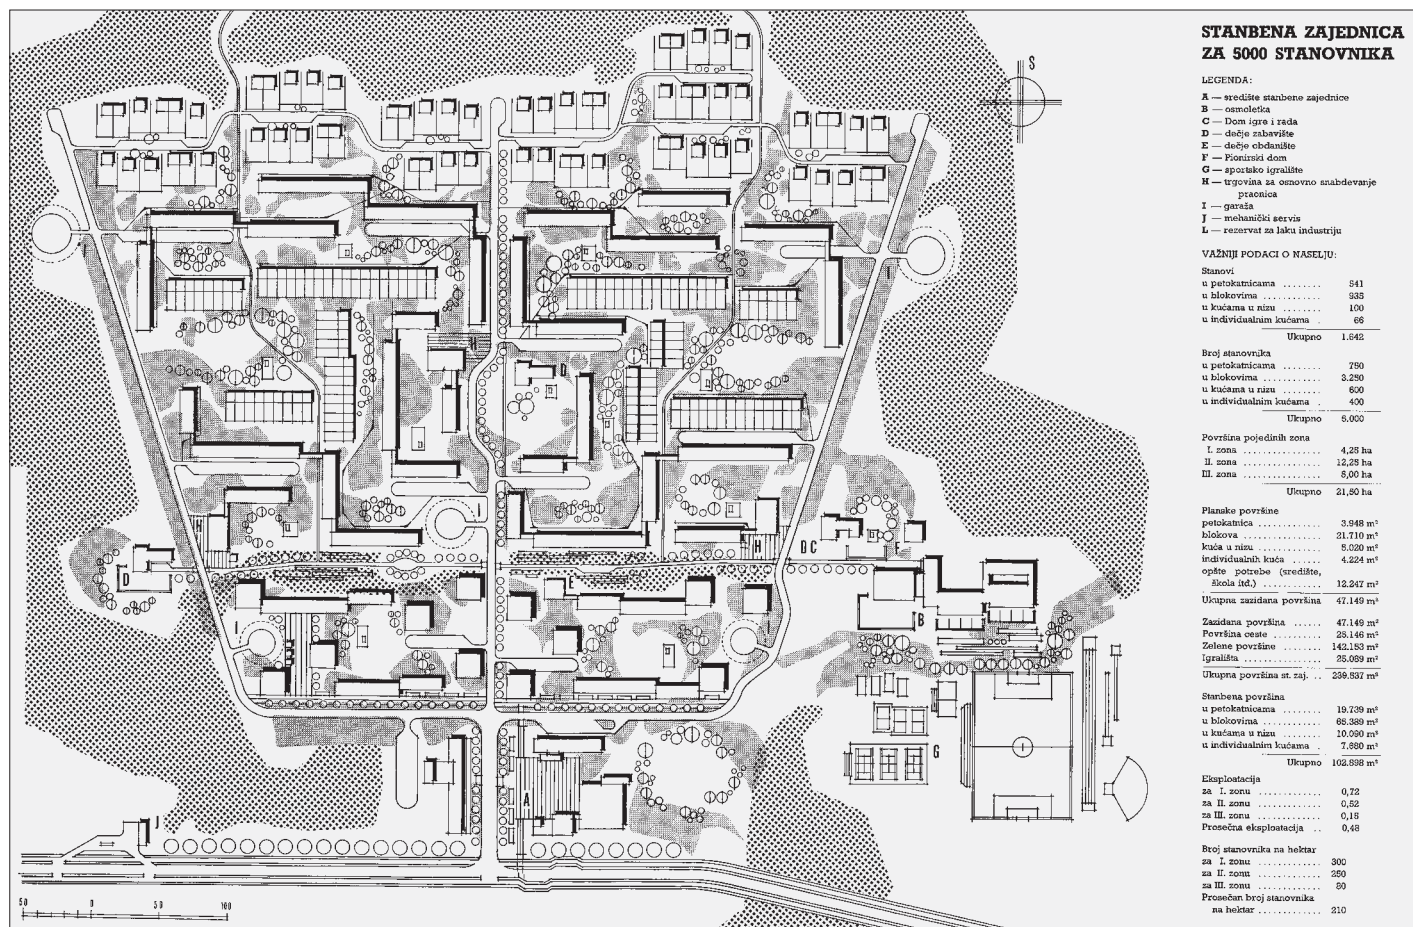 STANBENA ZAJEDNICA
ZA 5000 STANOVNIKA
LEGENDA:
A — središte stanbene zajednice
B — osmoletka
C — Dom igre i rada
D — dečje zabavište
E — dečje obdanište
F — Pionirski dom
G — sportsko igralište
H — trgovina za osnovno snabdevanje
praonica
I — garaža
J — mehanički servis
L — rezervat za laku industriju
VAŽNIJI PODACI O NASELJU:
Stanovi
u petokatnicama ........ 541
u blokovima ............ 935
u kućama u nizu ....... 100
u individualnim kućama . 66
Ukupno 1.642
Broj stanovnika
u petokatnicama ........ 750
u blokovima ............ 3.250
u kućama u nizu ....... 600
u individualnim kućama . 400
Ukupno 5.000
Površina pojedinih zona
I. zona .............. 4,25 ha
II. zona .............. 12,25 ha
III. zona .............. 5,00 ha
Ukupno 21,50 ha
Planske površine
petokatnica ............. 3.948 m²
blokova ................ 21.710 m²
kuća u nizu ............ 5.020 m²
individualnih kuća ...... 4.224 m²
opšte potrebe (središte,
škola itd.) ........... 12.247 m²
Ukupna zazidana površina 47.149 m²
Zazidana površina ..... 47.149 m²
Površina ceste ......... 25.146 m²
Zelene površine ........ 142.153 m²
Igrališta ............... 25.089 m²
Ukupna površina st. zaj. .. 239.537 m²
Stanbena površina
u petokatnicama ........ 19.739 m²
u blokovima ............ 65.389 m²
u kućama u nizu ....... 10.090 m²
u individualnim kućama . 7.680 m²
Ukupno 102.898 m²
Eksploatacija
za I. zonu ............. 0,72
za II. zonu ............. 0,52
za III. zonu ............. 0,15
Prosečna eksploatacija .. 0,48
Broj stanovnika na hektar
za I. zonu ............. 300
za II. zonu ............. 250
za III. zonu ............. 80
Prosečan broj stanovnika
na hektar ............. 210
S
I
I
H
D
I
H
H
D C
D
E
F
B
I
I
G
A
J
50 0 50 100